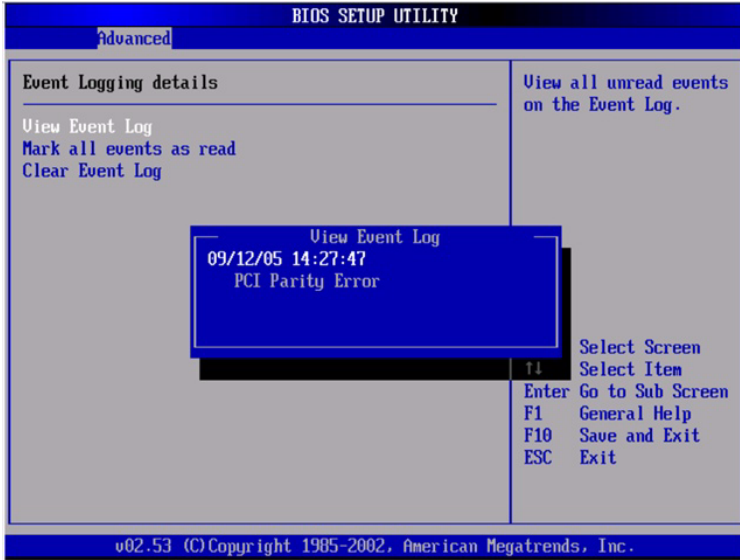 BIOS SETUP UTILITY
Advanced
Event Logging details
View Event Log
Mark all events as read
Clear Event Log
View all unread events
on the Event Log.
View Event Log
09/12/05 14:27:47
PCI Parity Error
Select Screen
↑↓ Select Item
Enter Go to Sub Screen
F1 General Help
F10 Save and Exit
ESC Exit
v02.53 (C)Copyright 1985-2002, American Megatrends, Inc.